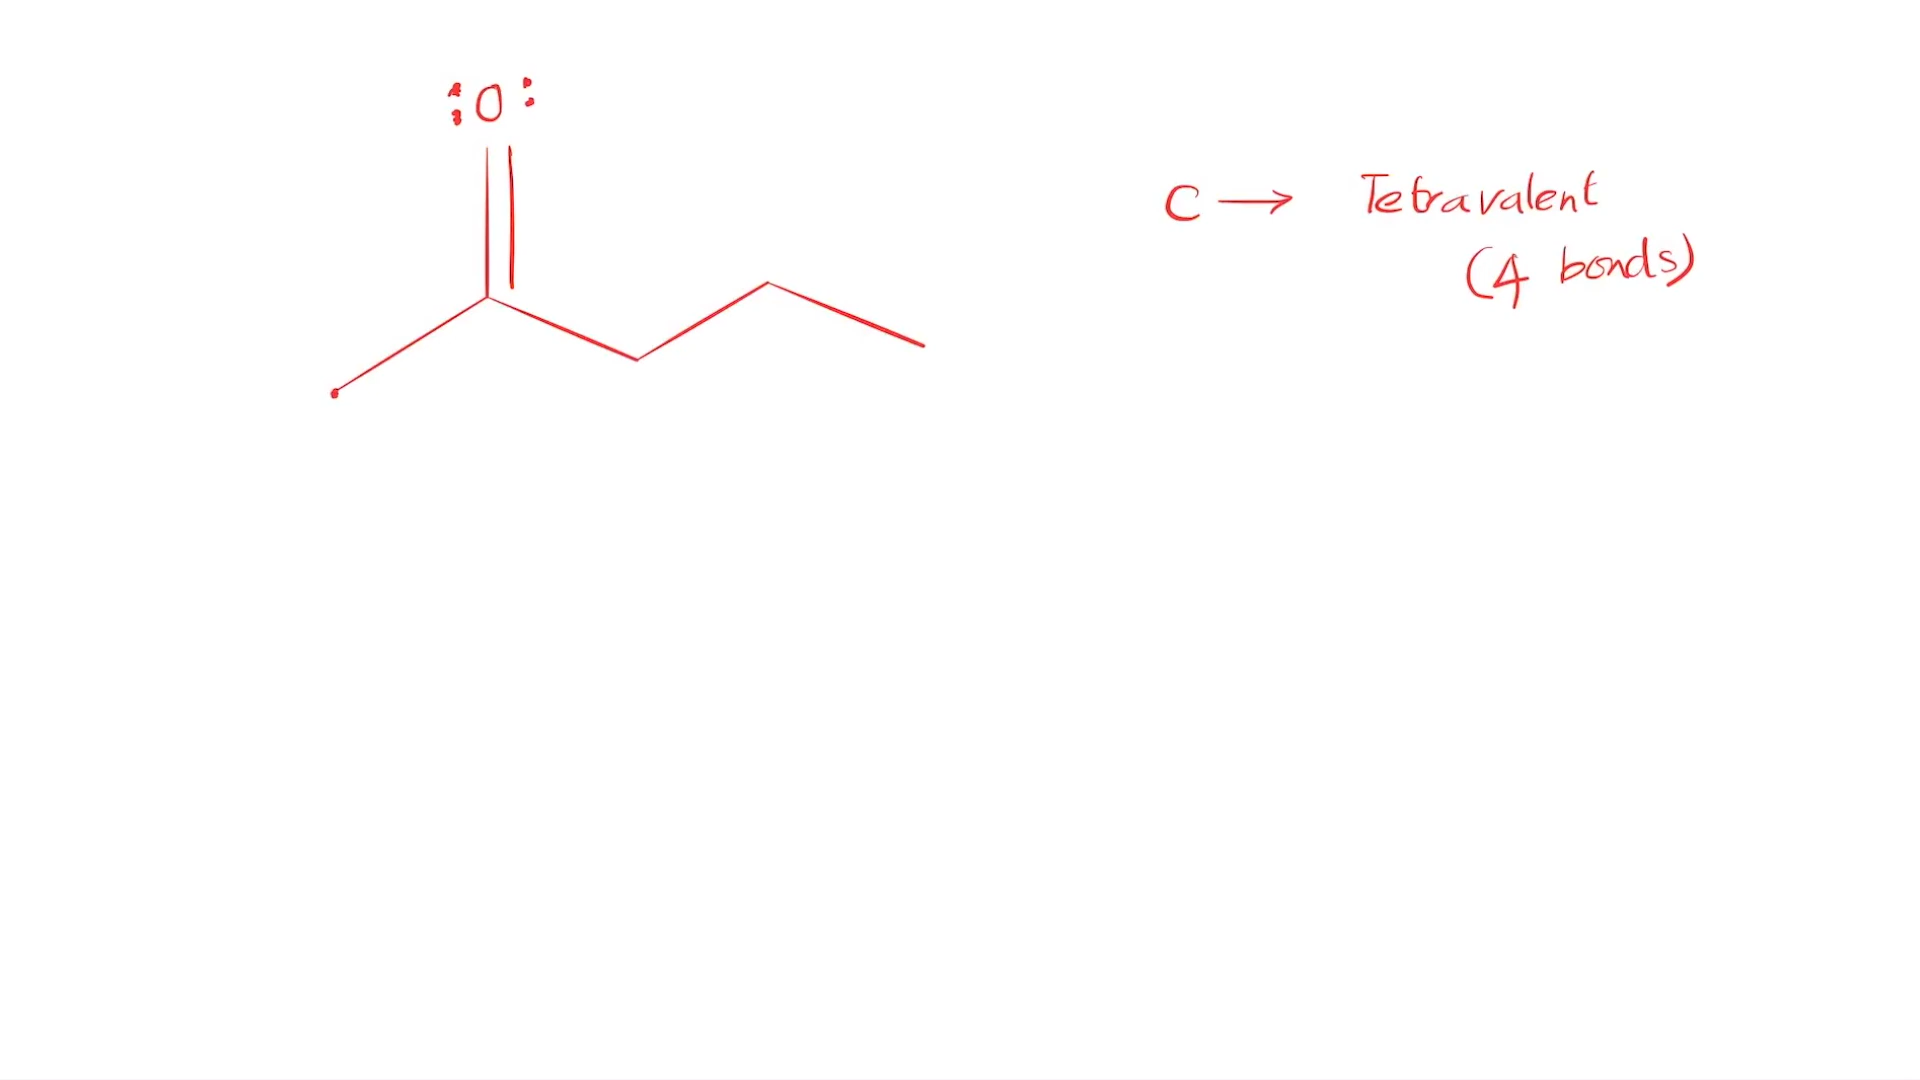 :O:
C → Tetravalent
(4 bonds)